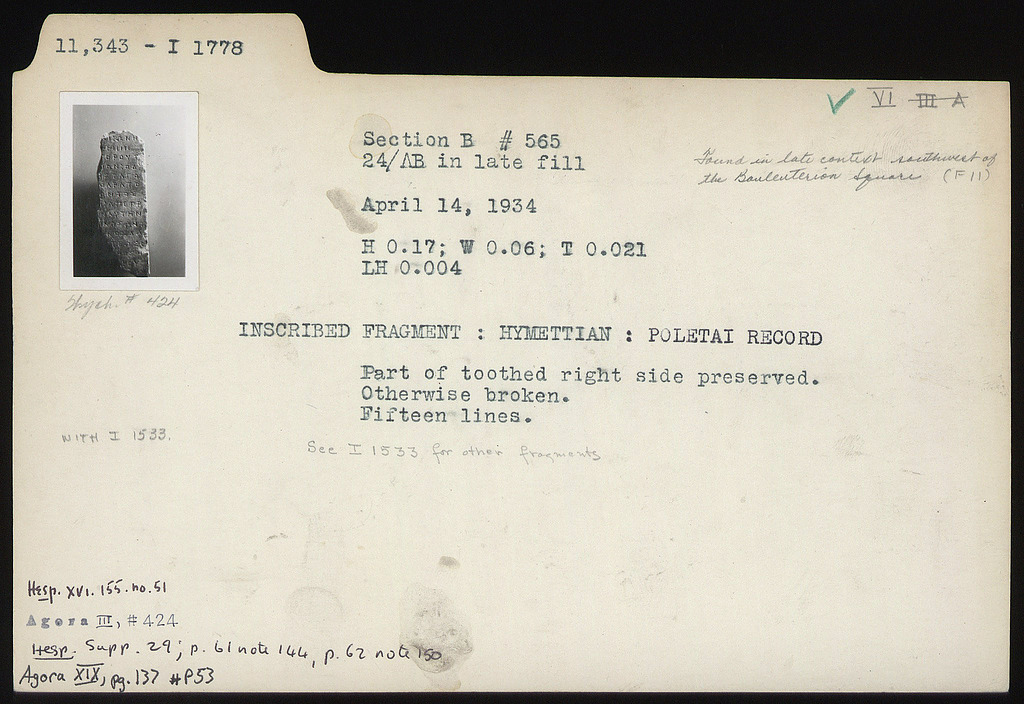 11,343 - I 1778
VI III A
Section B # 565
24/ΛB in late fill
Found in late context southwest of
the Bouleuterion Square (F 11)
April 14, 1934
H 0.17; W 0.06; T 0.021
LH 0.004
# 424
INSCRIBED FRAGMENT : HYMETTIAN : POLETAI RECORD
Part of toothed right side preserved.
Otherwise broken.
Fifteen lines.
WITH I 1533.
See I 1533 for other fragments
Hesp. XVI. 155. no. 51
Agora III, # 424
Hesp. Supp. 29; p. 61 note 144, p. 62 note 150
Agora XIX, pg. 137 #P53